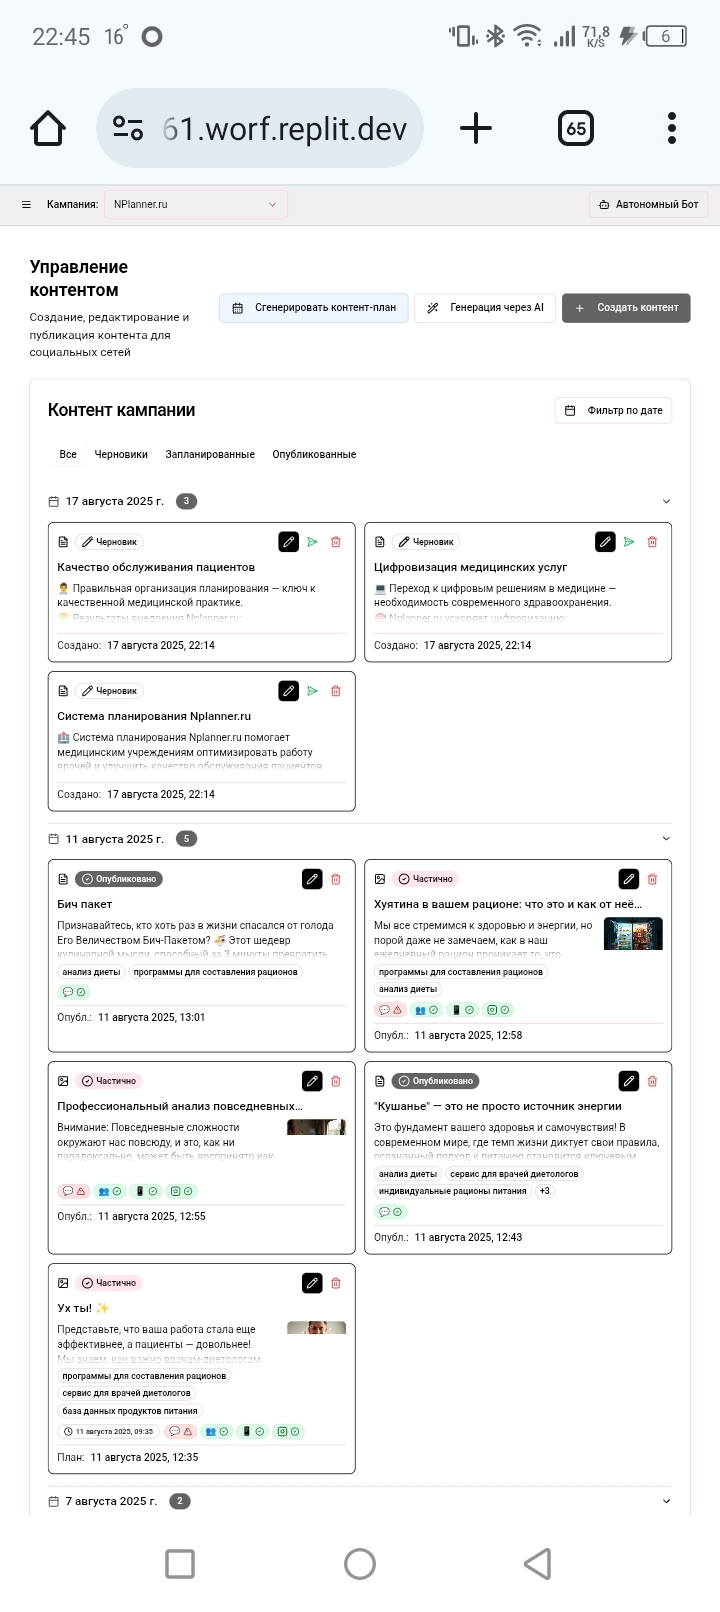 22:45 16° 71,8 K/S 6
61.worf.replit.dev 65
Кампания: NPlanner.ru Автономный Бот
Управление
контентом
Создание, редактирование и
публикация контента для
социальных сетей
Сгенерировать контент-план Генерация через AI Создать контент
Контент кампании Фильтр по дате
Все Черновики Запланированные Опубликованные
17 августа 2025 г. 3
Черновик
Качество обслуживания пациентов
👨‍⚕️ Правильная организация планирования — ключ к
качественной медицинской практике.
Результаты внедрения Nplanner.ru:
Создано: 17 августа 2025, 22:14
Черновик
Цифровизация медицинских услуг
💻 Переход к цифровым решениям в медицине —
необходимость современного здравоохранения.
Nplanner.ru ускоряет цифровизацию:
Создано: 17 августа 2025, 22:14
Черновик
Система планирования Nplanner.ru
🏥 Система планирования Nplanner.ru помогает
медицинским учреждениям оптимизировать работу
врачей и улучшить качество обслуживания пациентов.
Создано: 17 августа 2025, 22:14
11 августа 2025 г. 5
Опубликовано
Бич пакет
Признавайтесь, кто хоть раз в жизни спасался от голода
Его Величеством Бич-Пакетом? 🍜 Этот шедевр
кулинарной мысли, способный за 3 минуты превратить
анализ диеты программы для составления рационов
Опубл.: 11 августа 2025, 13:01
Частично
Хуятина в вашем рационе: что это и как от неё...
Мы все стремимся к здоровью и энергии, но
порой даже не замечаем, как в наш
ежедневный рацион проникает то, что
программы для составления рационов
анализ диеты
Опубл.: 11 августа 2025, 12:58
Частично
Профессиональный анализ повседневных...
Внимание: Повседневные сложности
окружают нас повсюду, и это, как ни
парадоксально, может быть воспринято как
Опубл.: 11 августа 2025, 12:55
Опубликовано
"Кушанье" — это не просто источник энергии
Это фундамент вашего здоровья и самочувствия! В
современном мире, где темп жизни диктует свои правила,
осознанный подход к питанию становится ключевым
анализ диеты сервис для врачей диетологов
индивидуальные рационы питания +3
Опубл.: 11 августа 2025, 12:43
Частично
Ух ты! ✨
Представьте, что ваша работа стала еще
эффективнее, а пациенты — довольнее!
Мы знаем, как важно врачам-диетологам
программы для составления рационов
сервис для врачей диетологов
база данных продуктов питания
11 августа 2025, 09:35
План: 11 августа 2025, 12:35
7 августа 2025 г. 2